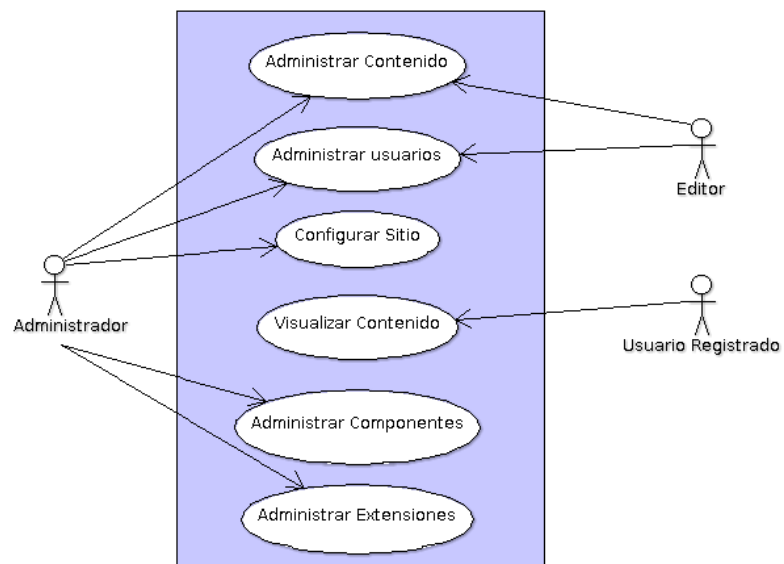 Administrar Contenido
Administrar usuarios
Editor
Configurar Sitio
Administrador
Visualizar Contenido
Usuario Registrado
Administrar Componentes
Administrar Extensiones